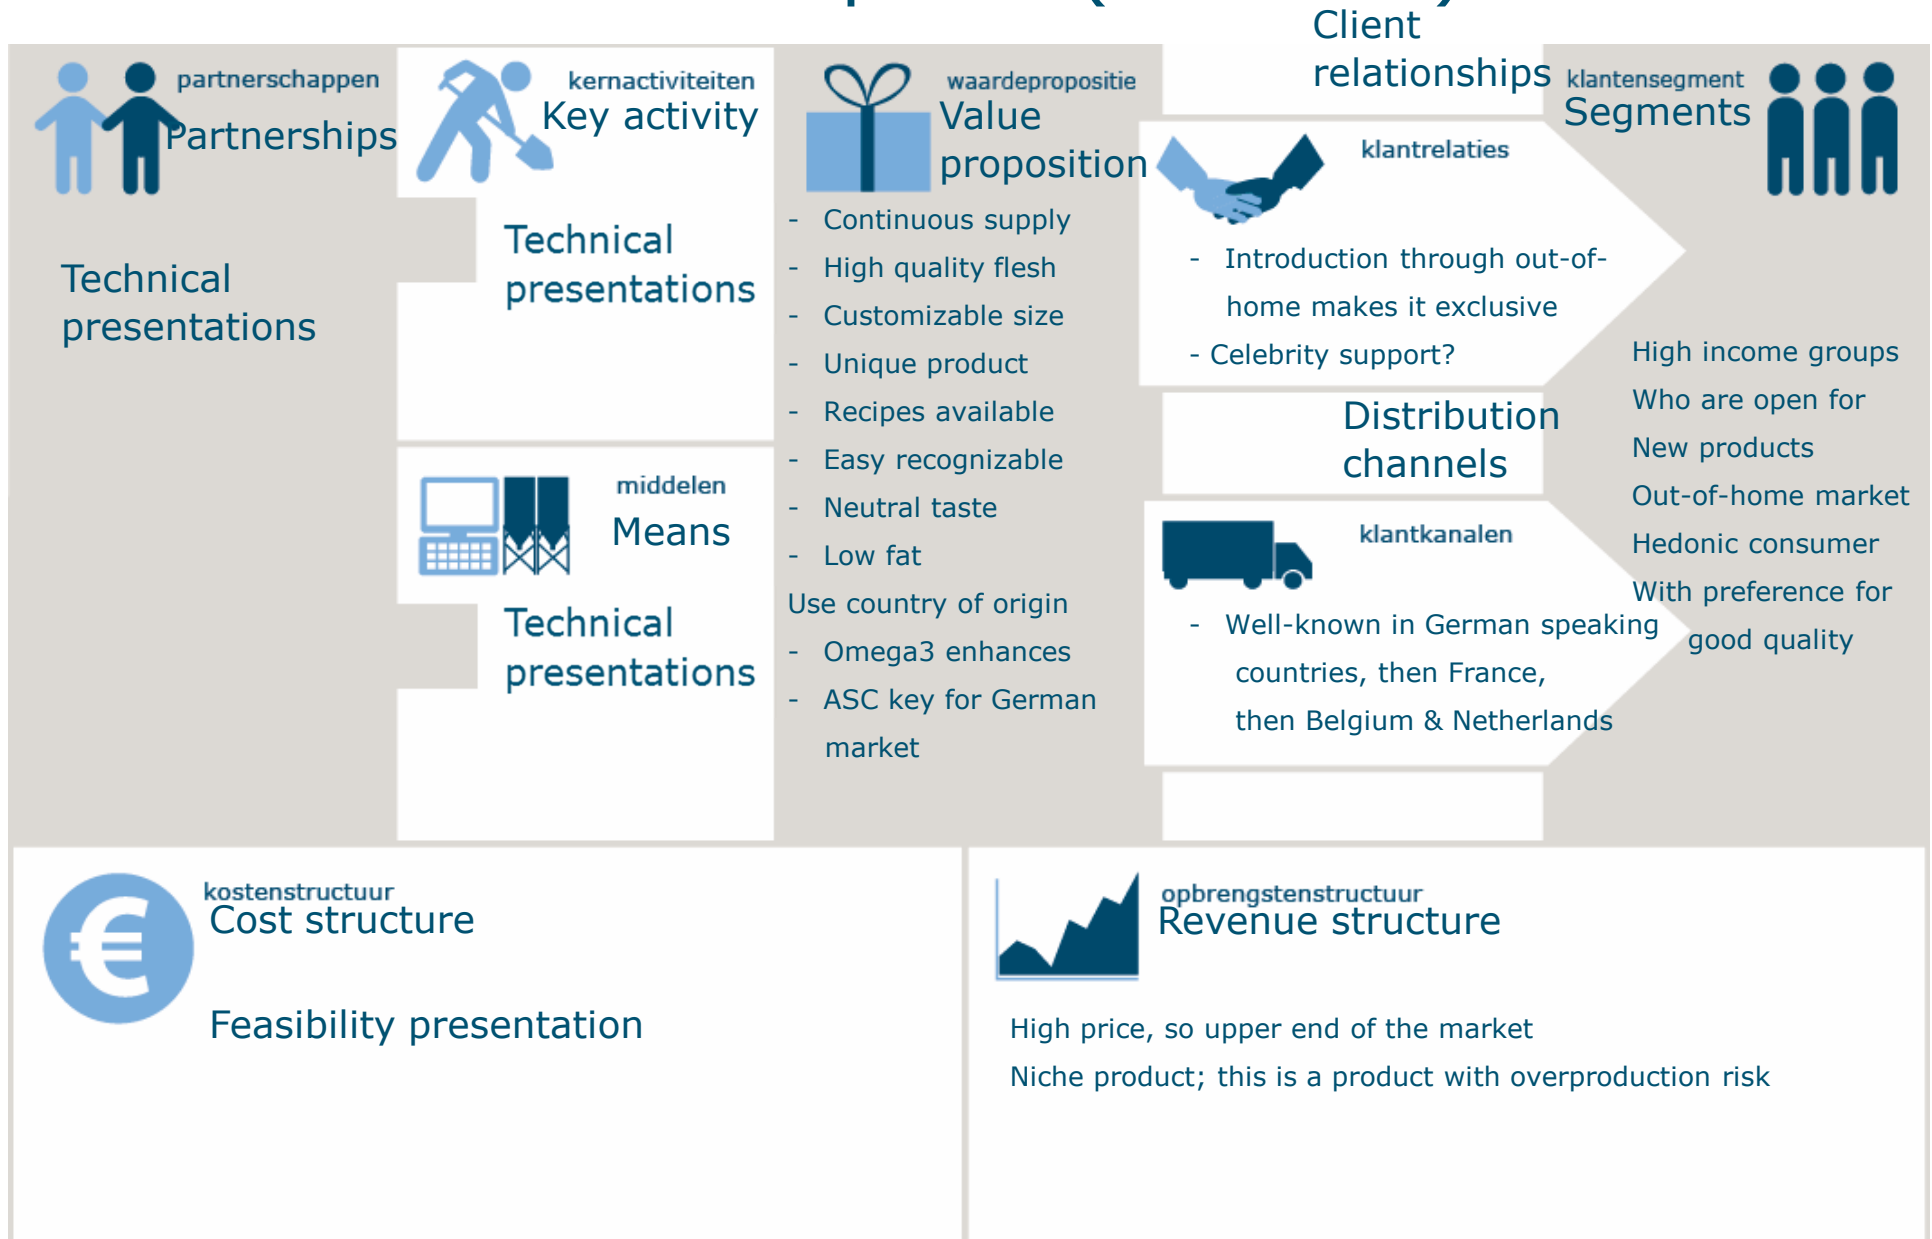 partnerschappen
Partnerships
Technical
presentations
kernactiviteiten
Key activity
Technical
presentations
middelen
Means
Technical
presentations
waardepropositie
Value
proposition
- Continuous supply
- High quality flesh
- Customizable size
- Unique product
- Recipes available
- Easy recognizable
- Neutral taste
- Low fat
Use country of origin
- Omega3 enhances
- ASC key for German
market
Client
relationships
klantrelaties
- Introduction through out-of-
home makes it exclusive
- Celebrity support?
Distribution
channels
klantkanalen
- Well-known in German speaking
countries, then France,
then Belgium & Netherlands
klantensegment
Segments
High income groups
Who are open for
New products
Out-of-home market
Hedonic consumer
With preference for
good quality
kostenstructuur
Cost structure
Feasibility presentation
opbrengstenstructuur
Revenue structure
High price, so upper end of the market
Niche product; this is a product with overproduction risk